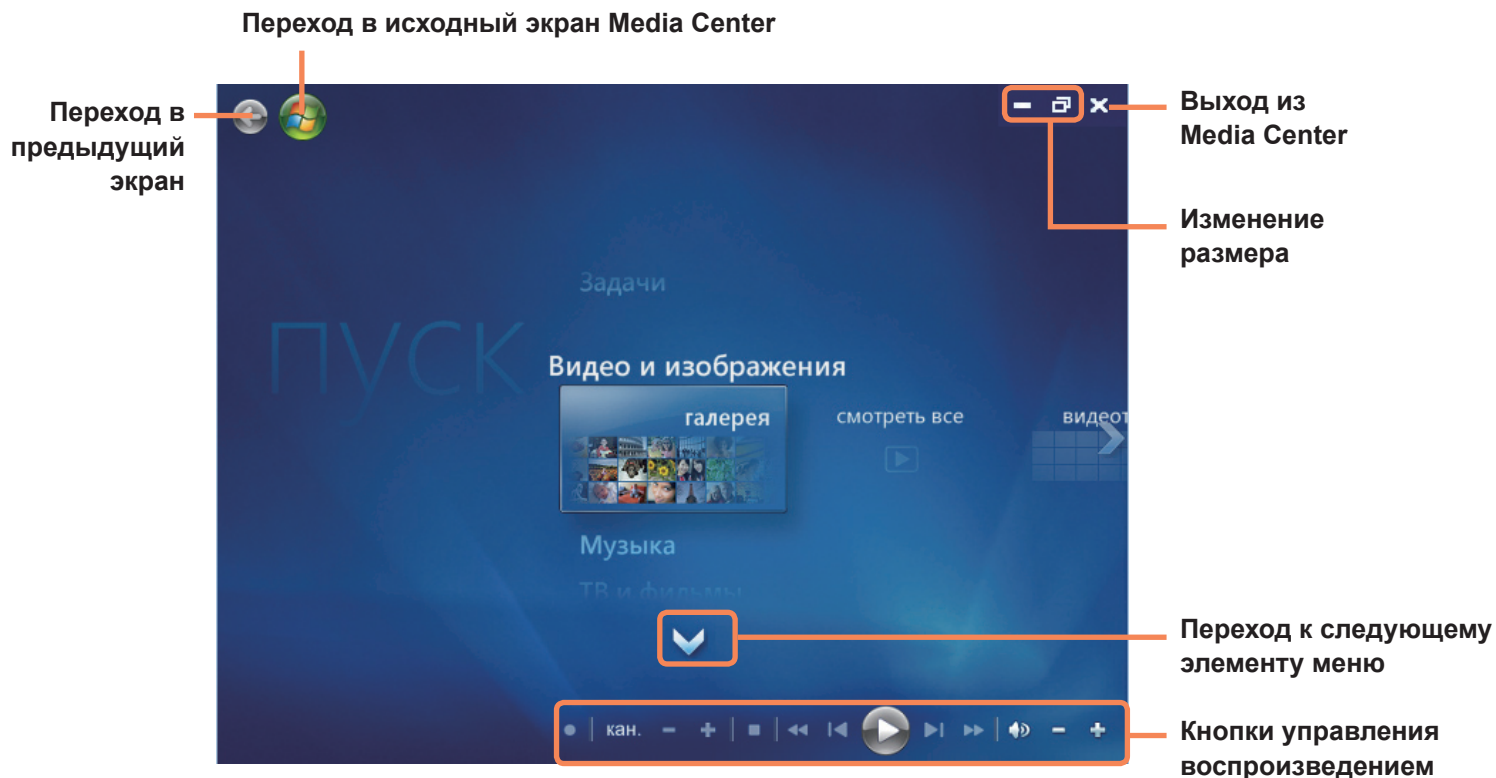 Переход в исходный экран Media Center
Переход в
предыдущий
экран
Выход из
Media Center
Изменение
размера
Задачи
пуск
Видео и изображения
галерея
смотреть все
видеот
Музыка
ТВ и фильмы
Переход к следующему
элементу меню
кан.
Кнопки управления
воспроизведением